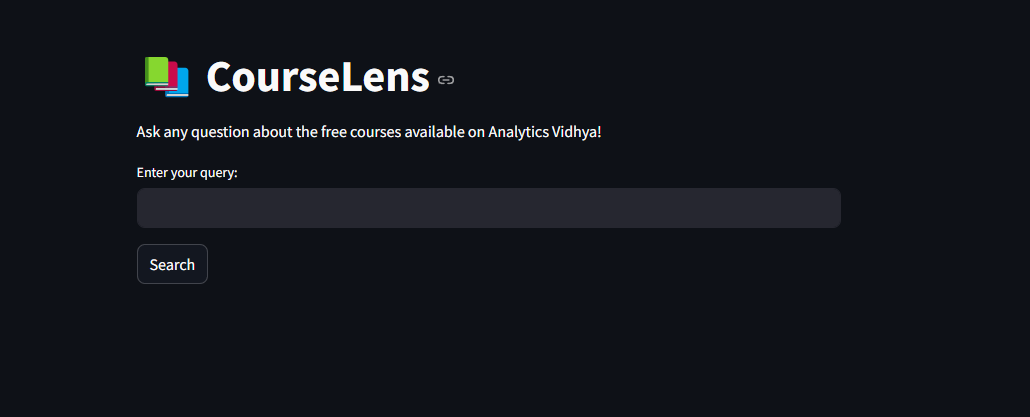 CourseLens
Ask any question about the free courses available on Analytics Vidhya!
Enter your query:
Search